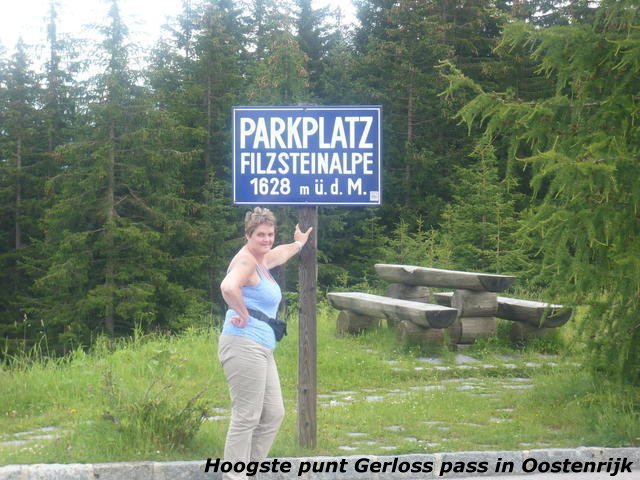 PARKPLATZ
FILZSTEINALPE
1628 m ü.d.M.
Hoogste punt Gerloss pass in Oostenrijk